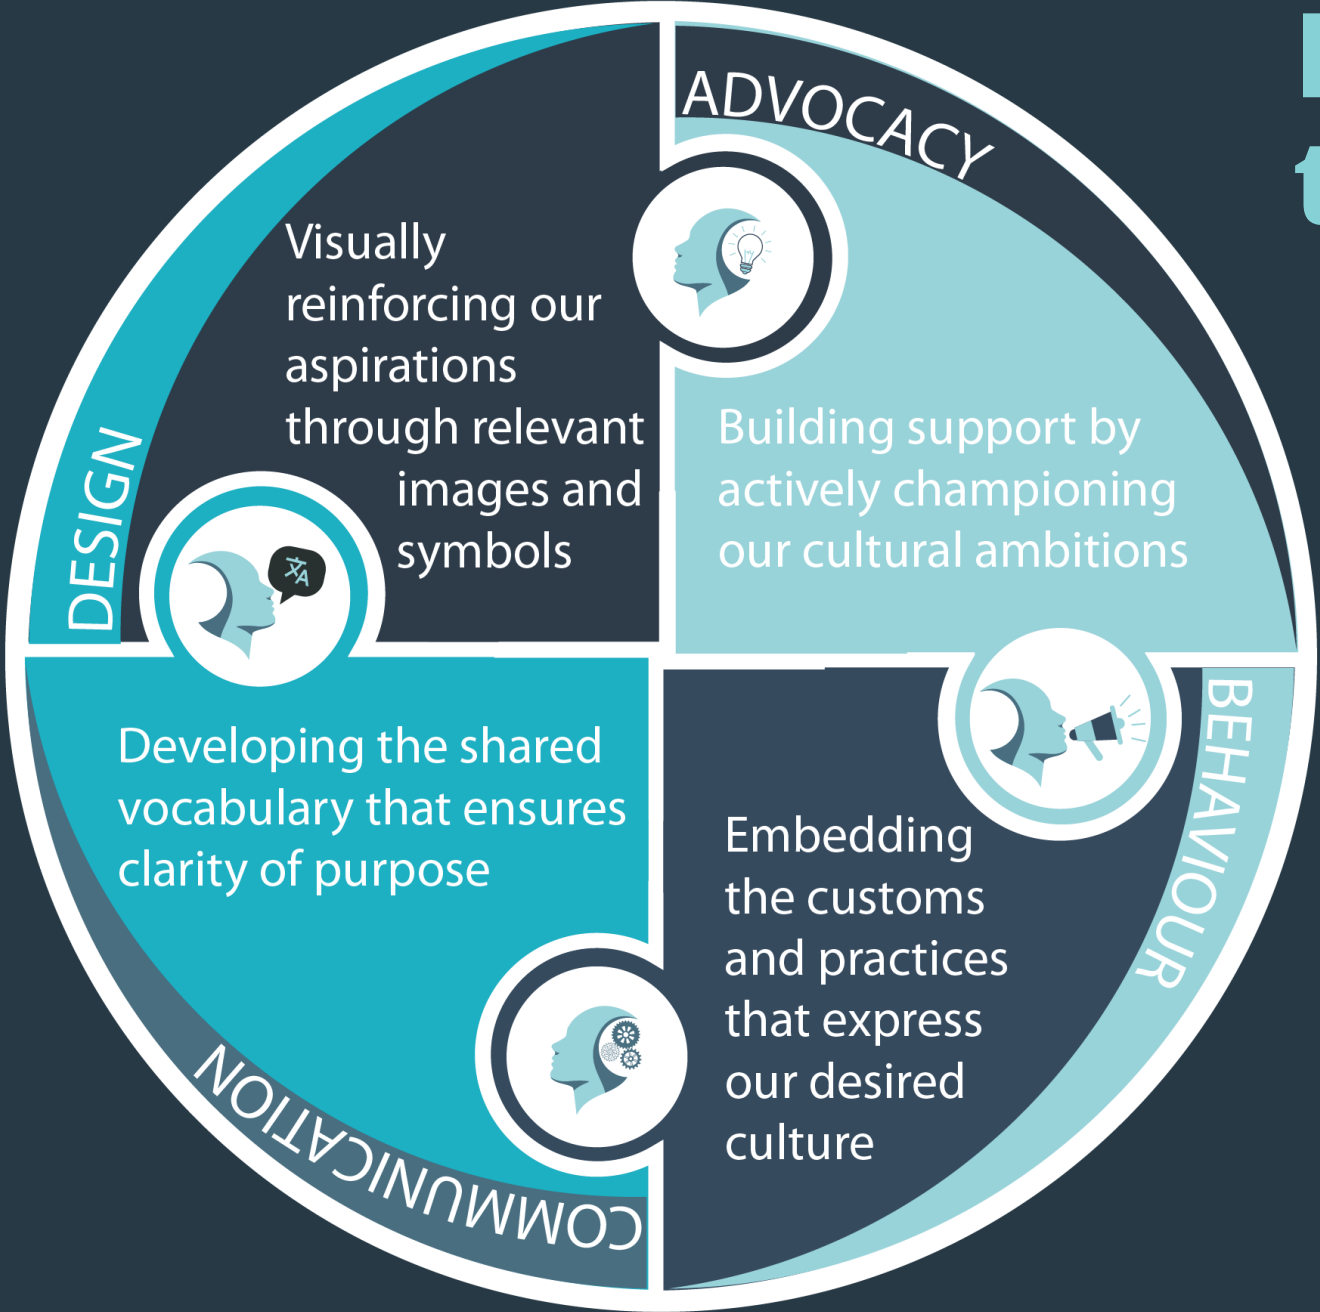 ADVOCACY
Building support by
actively championing
our cultural ambitions
BEHAVIOUR
Embedding
the customs
and practices
that express
our desired
culture
COMMUNICATION
Developing the shared
vocabulary that ensures
clarity of purpose
DESIGN
Visually
reinforcing our
aspirations
through relevant
images and
symbols
文A